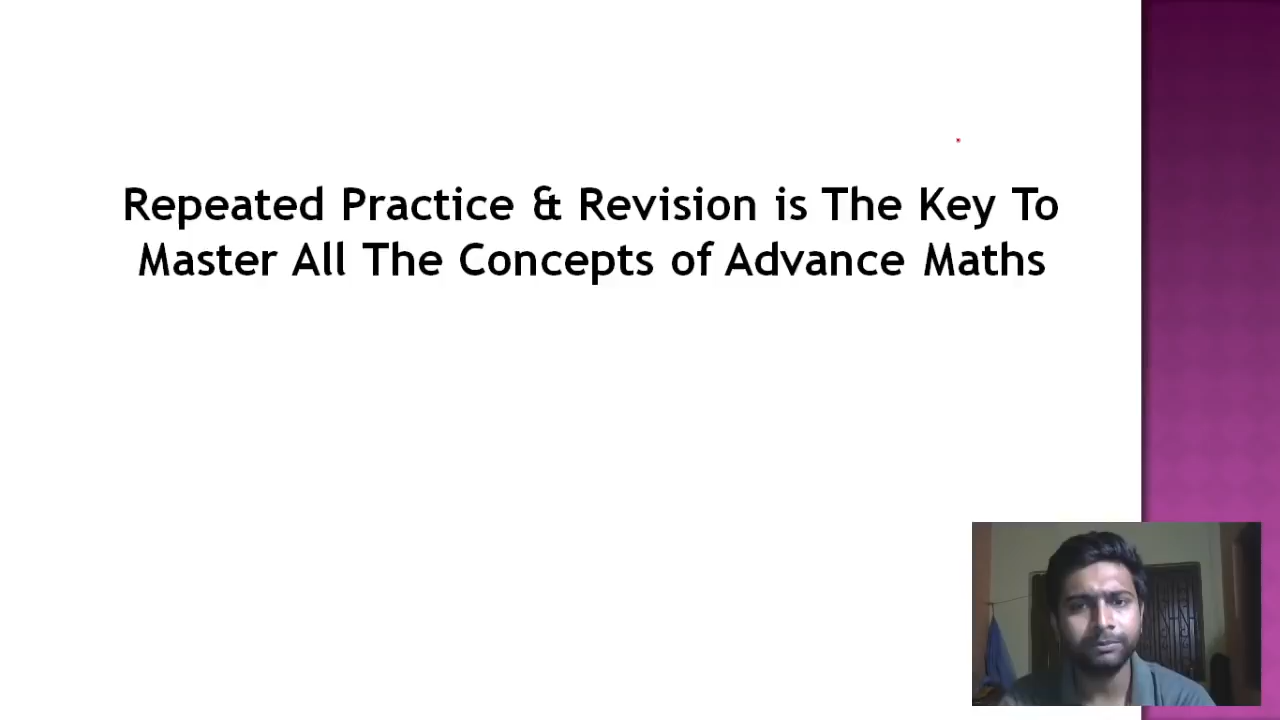 Repeated Practice & Revision is The Key To
Master All The Concepts of Advance Maths